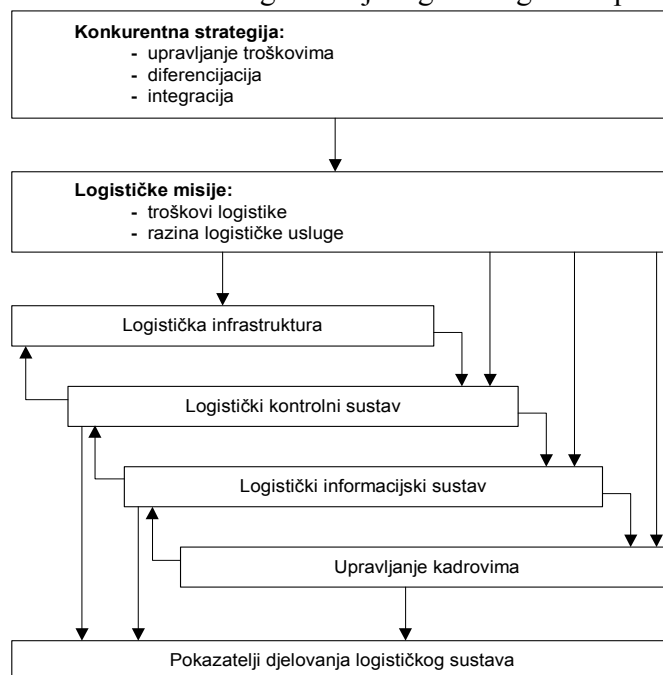 Konkurentna strategija:
- upravljanje troškovima
- diferencijacija
- integracija
Logističke misije:
- troškovi logistike
- razina logističke usluge
Logistička infrastruktura
Logistički kontrolni sustav
Logistički informacijski sustav
Upravljanje kadrovima
Pokazatelji djelovanja logističkog sustava